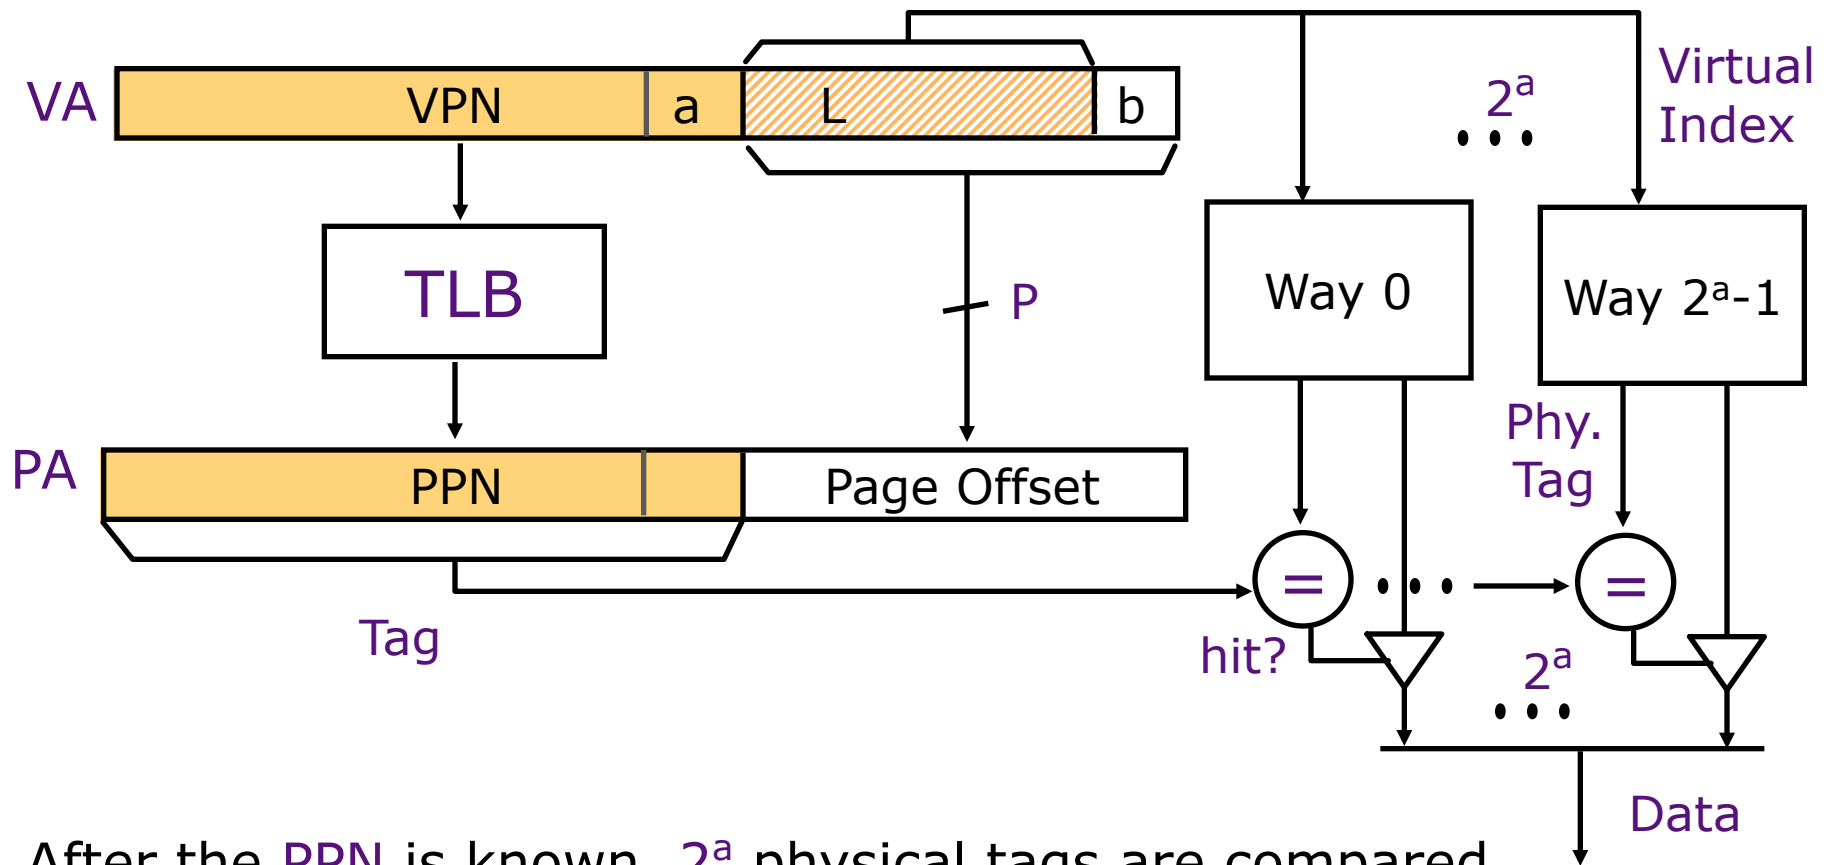 VA
VPN
a
L
b
2ᵃ
Virtual
Index
TLB
P
Way 0
Way 2ᵃ-1
PA
PPN
Page Offset
Phy.
Tag
=
=
Tag
hit?
2ᵃ
Data
After the PPN is known, 2ᵃ physical tags are compared